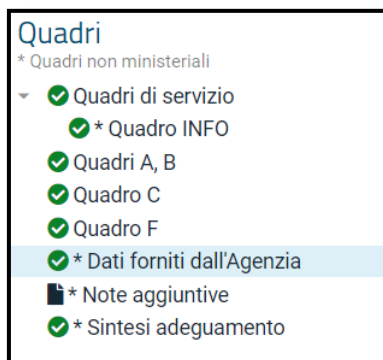 Quadri
* Quadri non ministeriali
Quadri di servizio
* Quadro INFO
Quadri A, B
Quadro C
Quadro F
* Dati forniti dall'Agenzia
* Note aggiuntive
* Sintesi adeguamento